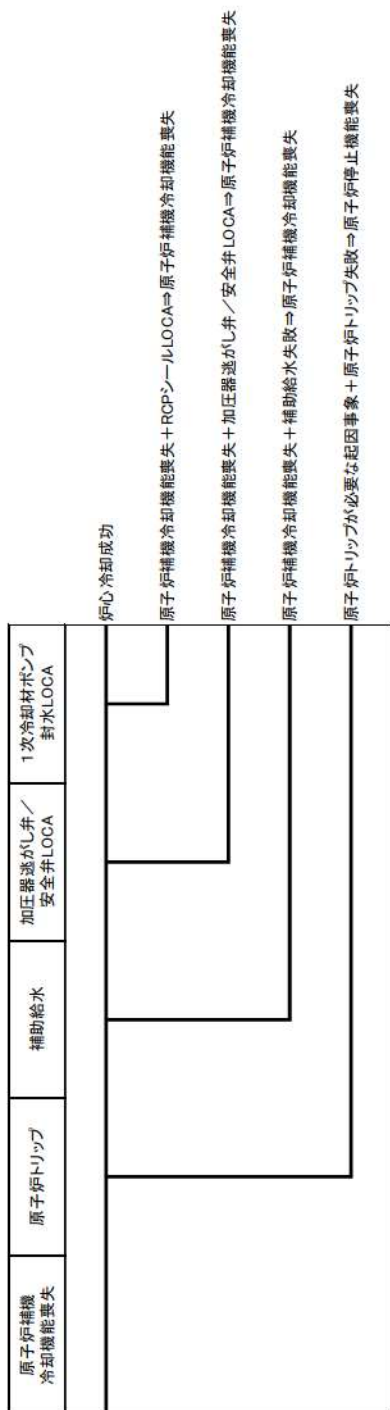 原子炉補機
冷却機能喪失
原子炉トリップ
補助給水
加圧器逃がし弁／
安全弁LOCA
1次冷却材ポンプ
封水LOCA
炉心冷却成功
原子炉補機冷却機能喪失＋RCPシールLOCA⇒原子炉補機冷却機能喪失
原子炉補機冷却機能喪失＋加圧器逃がし弁／安全弁LOCA⇒原子炉補機冷却機能喪失
原子炉補機冷却機能喪失＋補助給水失敗⇒原子炉補機冷却機能喪失
原子炉トリップが必要な起因事象＋原子炉トリップ失敗⇒原子炉停止機能喪失